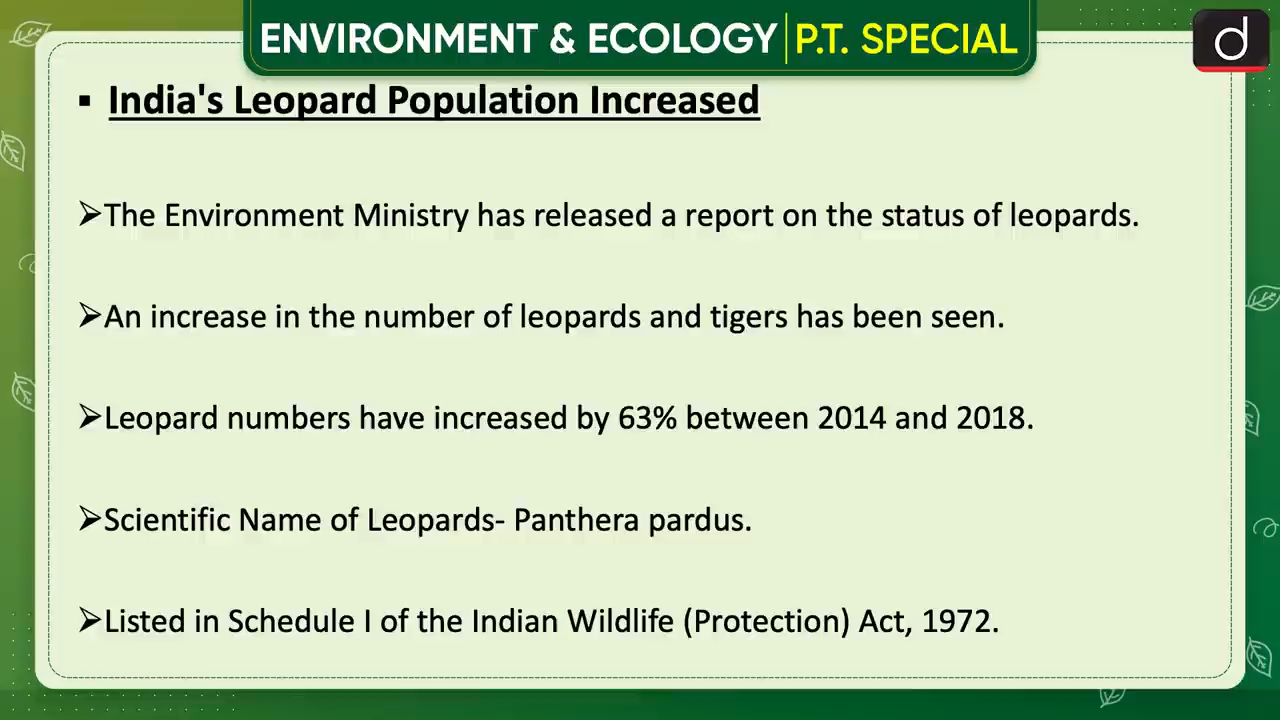 ENVIRONMENT & ECOLOGY | P.T. SPECIAL
d
▪ India's Leopard Population Increased
➢The Environment Ministry has released a report on the status of leopards.
➢An increase in the number of leopards and tigers has been seen.
➢Leopard numbers have increased by 63% between 2014 and 2018.
➢Scientific Name of Leopards- Panthera pardus.
➢Listed in Schedule I of the Indian Wildlife (Protection) Act, 1972.